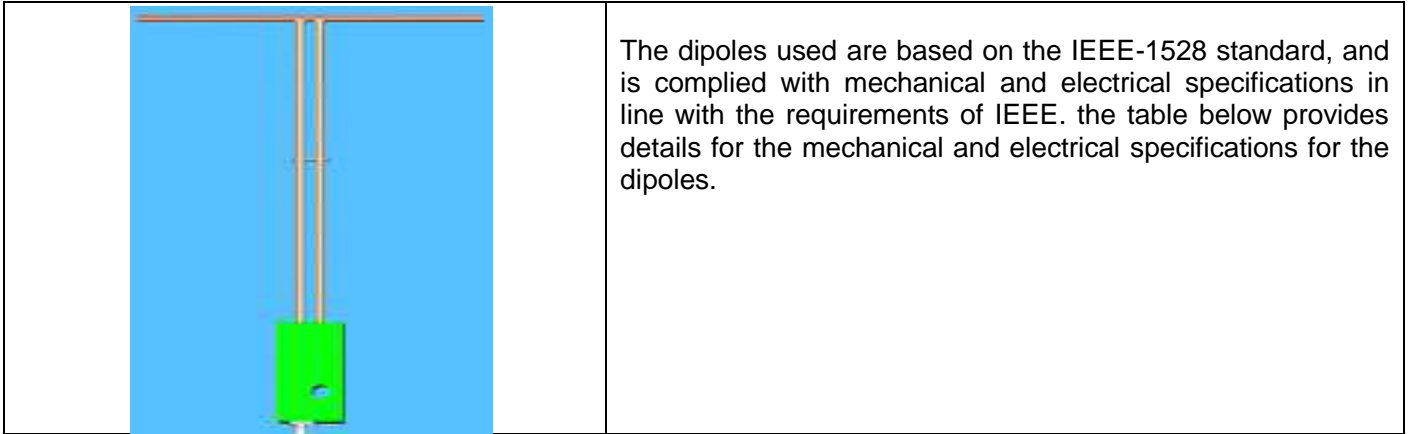 The dipoles used are based on the IEEE-1528 standard, and
is complied with mechanical and electrical specifications in
line with the requirements of IEEE. the table below provides
details for the mechanical and electrical specifications for the
dipoles.